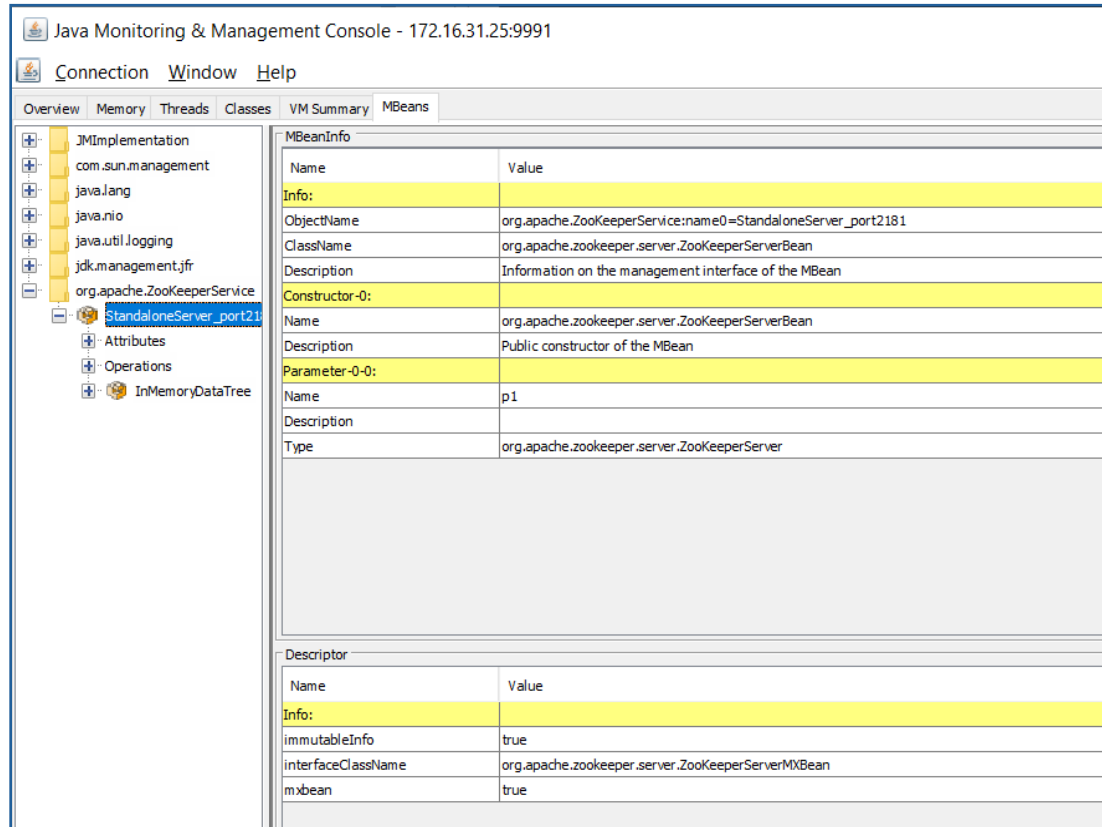 Java Monitoring & Management Console - 172.16.31.25:9991
Connection Window Help
Overview Memory Threads Classes VM Summary MBeans
JMImplementation
com.sun.management
java.lang
java.nio
java.util.logging
jdk.management.jfr
org.apache.ZooKeeperService
StandaloneServer_port218
Attributes
Operations
InMemoryDataTree
MBeanInfo
Name Value
Info:
ObjectName org.apache.ZooKeeperService:name0=StandaloneServer_port2181
ClassName org.apache.zookeeper.server.ZooKeeperServerBean
Description Information on the management interface of the MBean
Constructor-0:
Name org.apache.zookeeper.server.ZooKeeperServerBean
Description Public constructor of the MBean
Parameter-0-0:
Name p1
Description
Type org.apache.zookeeper.server.ZooKeeperServer
Descriptor
Name Value
Info:
immutableInfo true
interfaceClassName org.apache.zookeeper.server.ZooKeeperServerMXBean
mxbean true